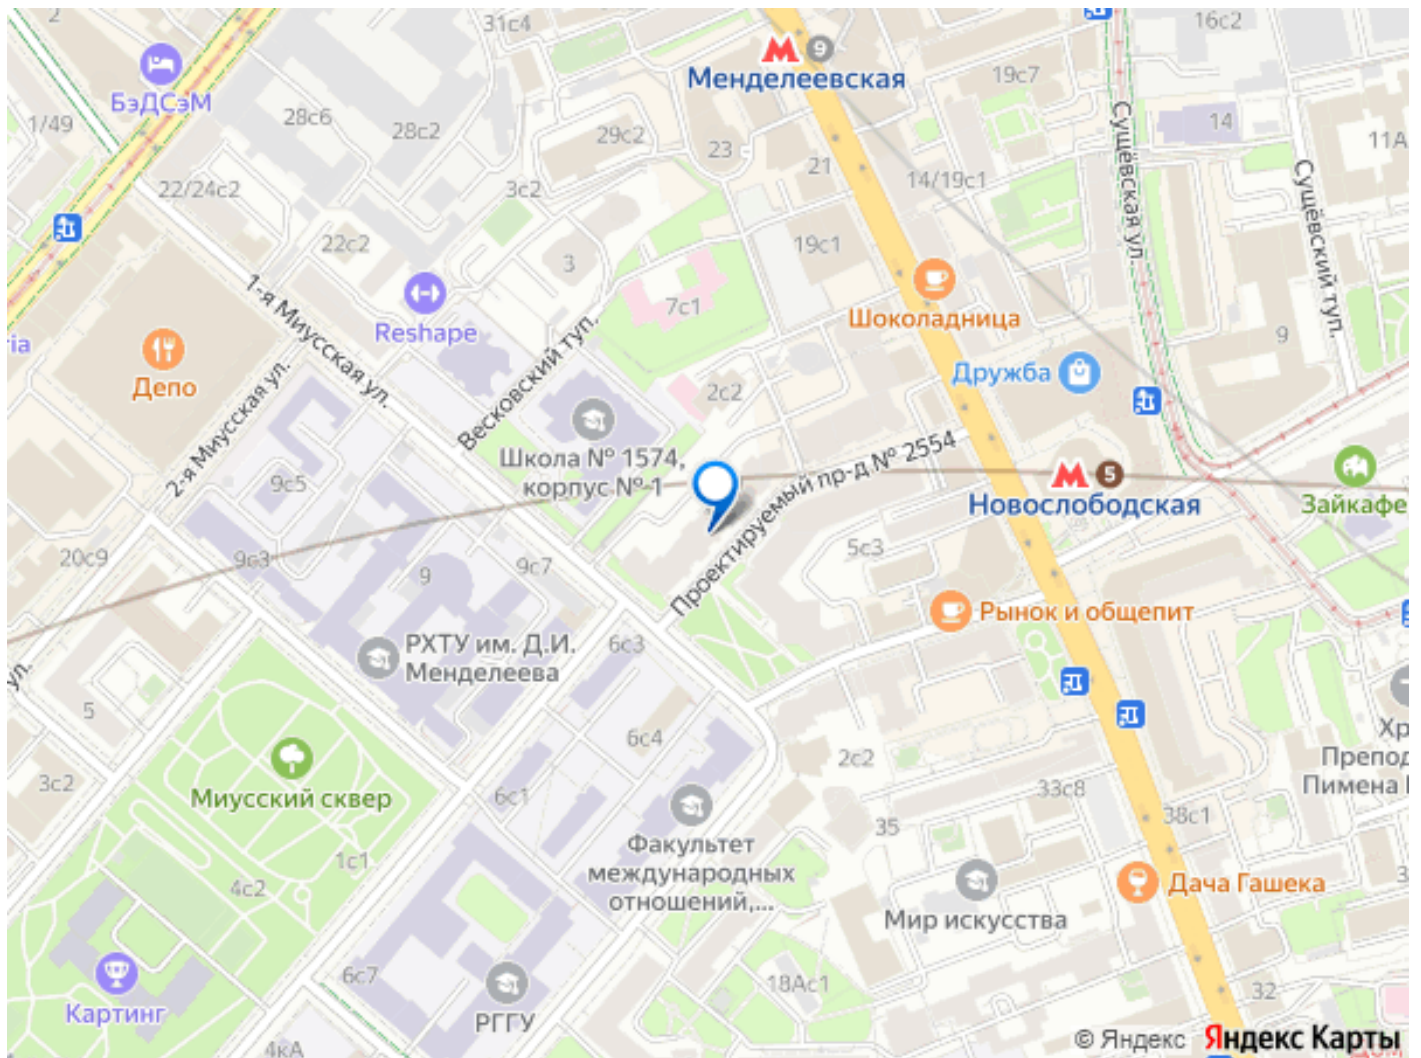 2
31с4
16с2
9
Менделеевская
19с7
БэДСэМ
28с6
28с2
1/49
29с2
23
21
14
11А
Сущёвская ул.
Сущёвский туп.
22/24с2
3с2
14/19с1
22с2
3
19с1
7с1
1-я Миусская ул.
Reshape
Шоколадница
9
ia
Депо
Весковский туп.
2с2
Дружба
2-я Миусская ул.
Школа № 1574,
корпус № 1
9с5
Проектируемый пр-д № 2554
5
Новослободская
Зайкафе
20с9
9с3
9
9с7
5с3
Рынок и общепит
РХТУ им. Д.И.
Менделеева
6с3
ул.
5
6с4
2с2
Хр
Препод
Пимена
3с2
Миусский сквер
6с1
33с8
38с1
35
Факультет
международных
отношений,...
1с1
4с2
Дача Гашека
3
Мир искусства
6с7
18Ас1
Картинг
РГГУ
32
4кА
© Яндекс Яндекс Карты